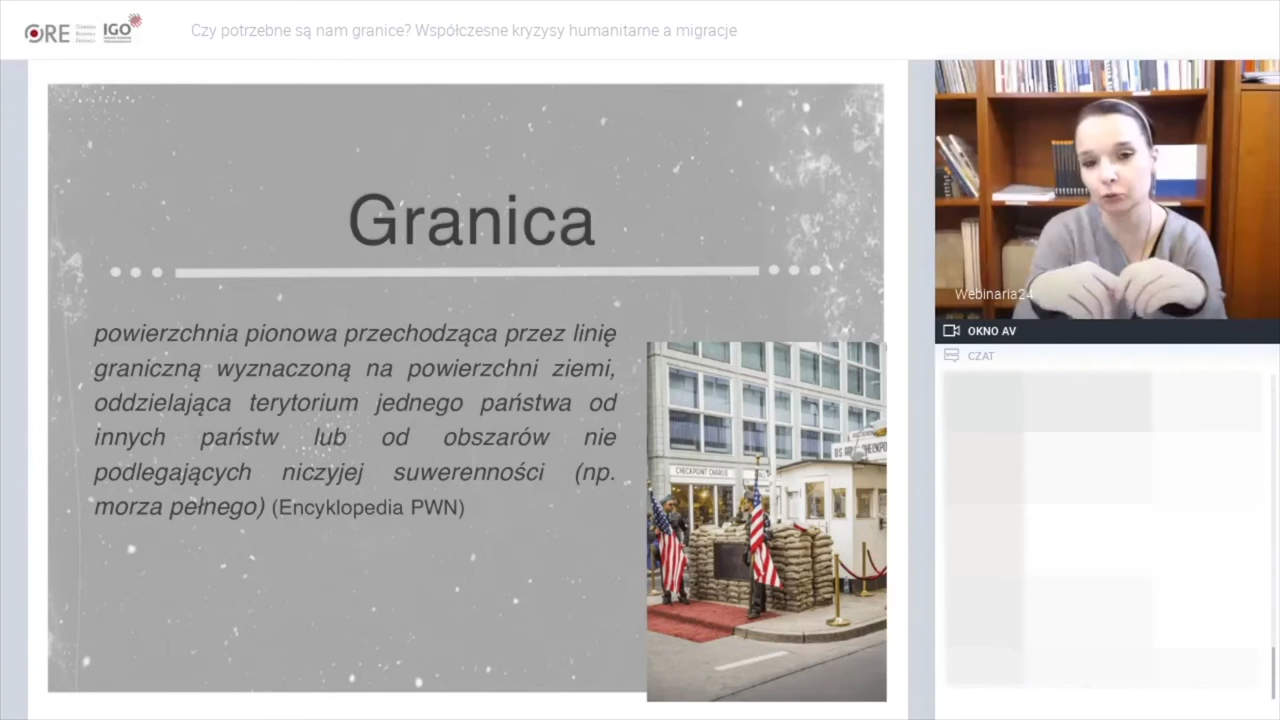 ORE
IGO
Czy potrzebne są nam granice? Współczesne kryzysy humanitarne a migracje
Granica
powierzchnia pionowa przechodząca przez linię
graniczną wyznaczoną na powierzchni ziemi,
oddzielająca terytorium jednego państwa od
innych państw lub od obszarów nie
podlegających niczyjej suwerenności (np.
morza pełnego) (Encyklopedia PWN)
CHECKPOINT CHARLIE
Webinaria24
OKNO AV
CZAT